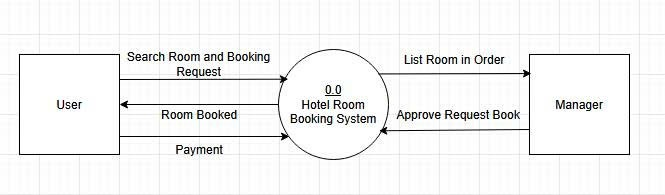 Search Room and Booking
Request
List Room in Order
User
0.0
Hotel Room
Booking System
Manager
Room Booked
Approve Request Book
Payment